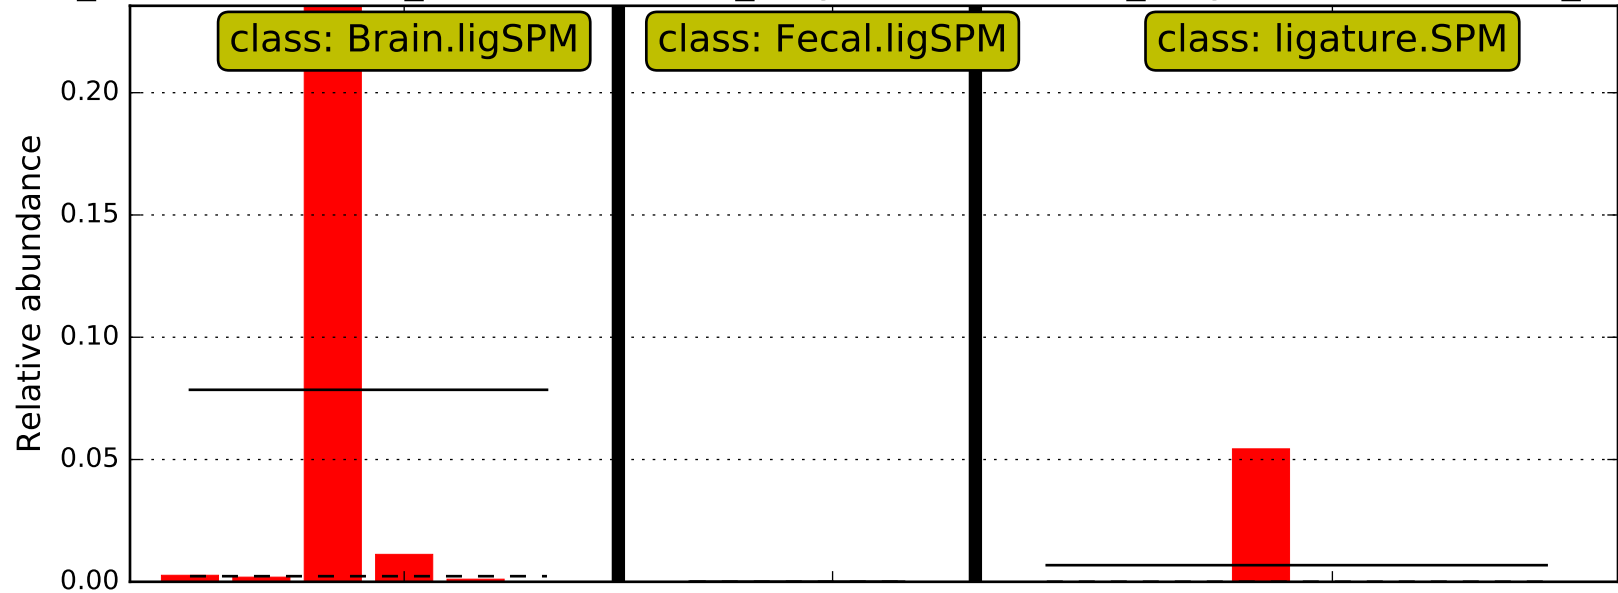 class: Brain.ligSPM
class: Fecal.ligSPM
class: ligature.SPM
Relative abundance
0.20
0.15
0.10
0.05
0.00